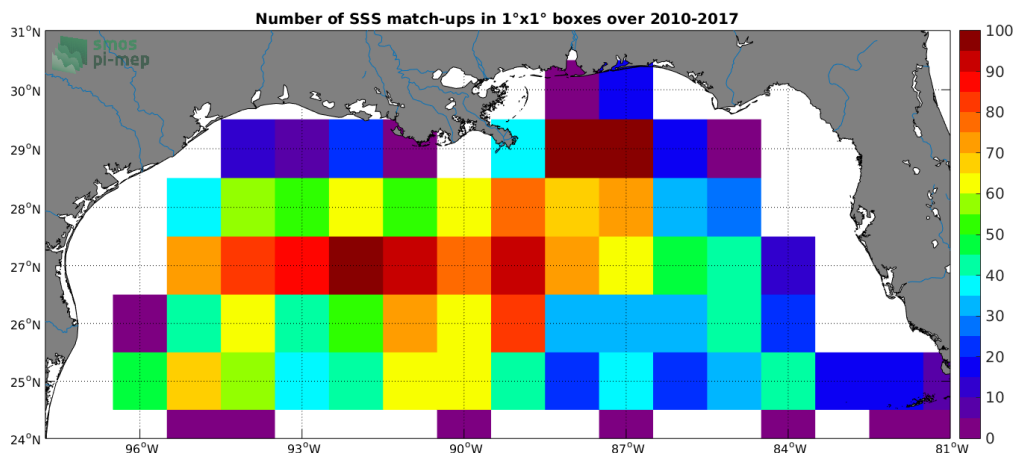 Number of SSS match-ups in 1°x1° boxes over 2010-2017
smos
pi-mep
31°N
30°N
29°N
28°N
27°N
26°N
25°N
24°N
96°W
93°W
90°W
87°W
84°W
81°W
100
90
80
70
60
50
40
30
20
10
0